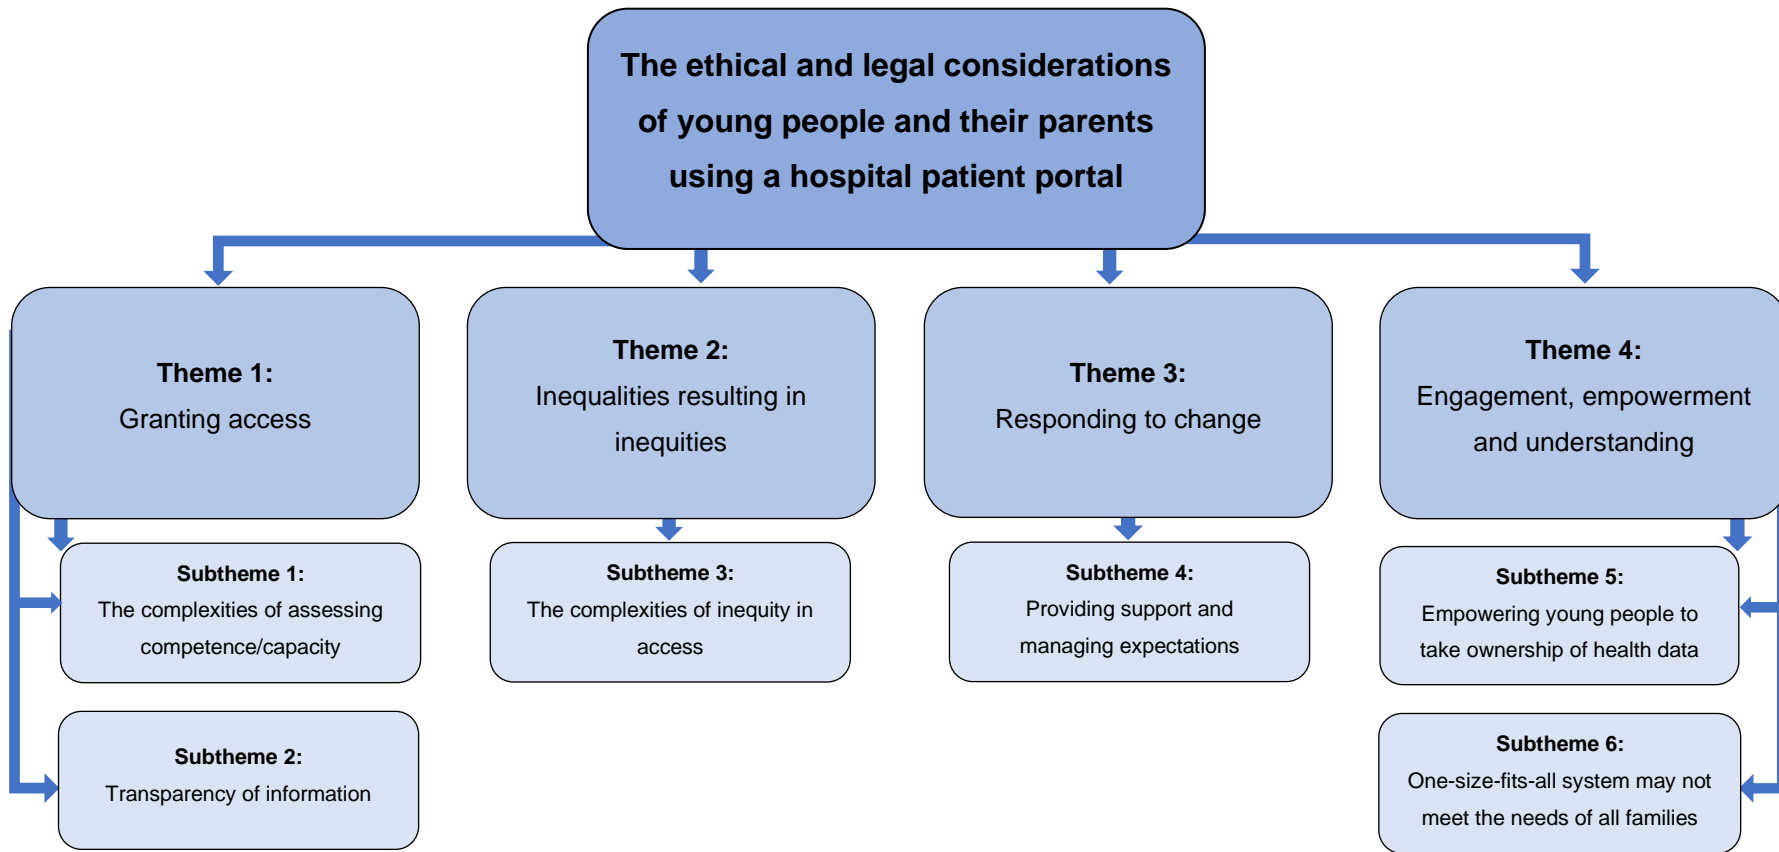 The ethical and legal considerations
of young people and their parents
using a hospital patient portal
Theme 1:
Granting access
Theme 2:
Inequalities resulting in
inequities
Theme 3:
Responding to change
Theme 4:
Engagement, empowerment
and understanding
Subtheme 1:
The complexities of assessing
competence/capacity
Subtheme 3:
The complexities of inequity in
access
Subtheme 4:
Providing support and
managing expectations
Subtheme 5:
Empowering young people to
take ownership of health data
Subtheme 2:
Transparency of information
Subtheme 6:
One-size-fits-all system may not
meet the needs of all families